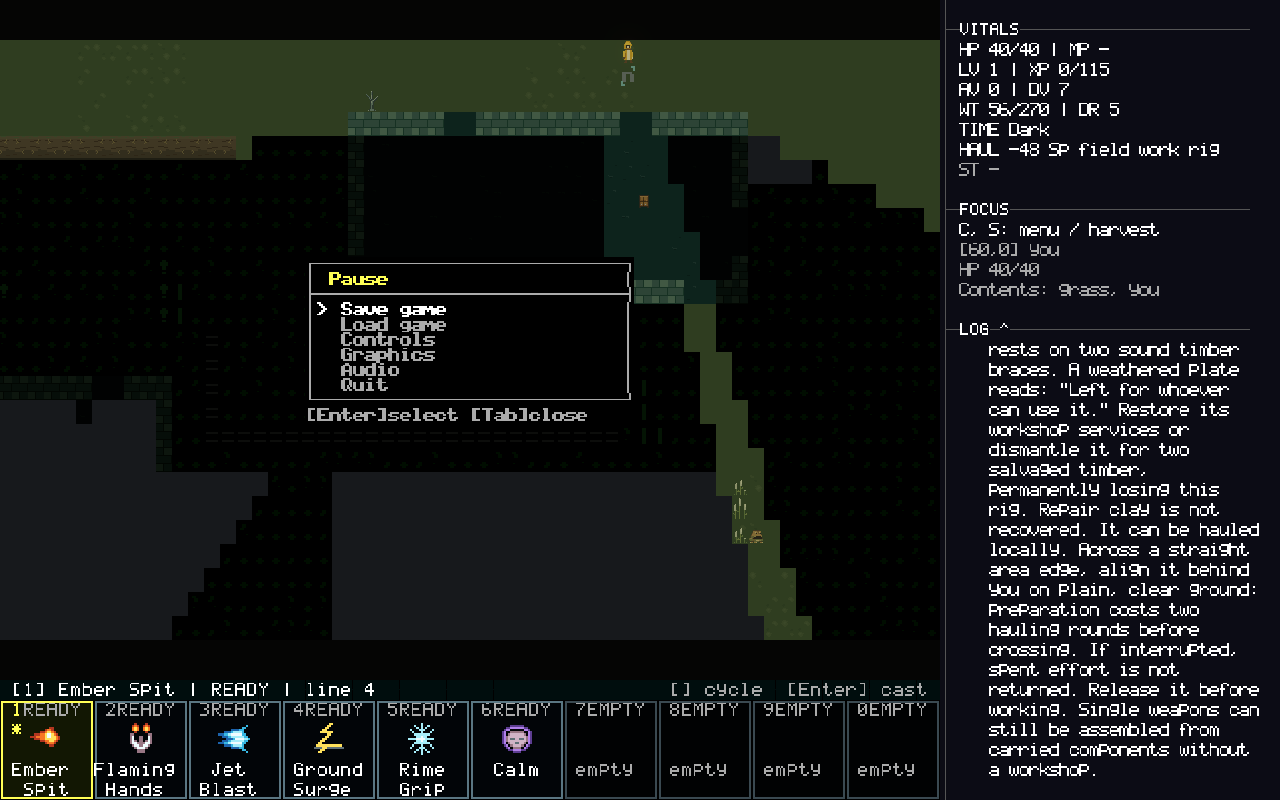 Pause
> Save game
Load game
Controls
Graphics
Audio
Quit
[Enter]select [Tab]close
[1] Ember Spit | READY | line 4
[] cycle [Enter] cast
1READY
2READY
3READY
4READY
5READY
6READY
7EMPTY
8EMPTY
9EMPTY
0EMPTY
*
Ember Spit
Flaming Hands
Jet Blast
Ground Surge
Rime Grip
Calm
empty
empty
empty
empty
VITALS
HP 40/40 | MP -
LV 1 | XP 0/115
AV 0 | DV 7
WT 56/270 | DR 5
TIME Dark
HAUL -48 SP field work rig
ST -
FOCUS
C, S: menu / harvest
[60,0] You
HP 40/40
Contents: grass, You
LOG ^
rests on two sound timber
braces. A weathered plate
reads: "Left for whoever
can use it." Restore its
workshop services or
dismantle it for two
salvaged timber,
permanently losing this
rig. Repair clay is not
recovered. It can be hauled
locally. Across a straight
area edge, align it behind
you on plain, clear ground:
preparation costs two
hauling rounds before
crossing. If interrupted,
spent effort is not
returned. Release it before
working. Single weapons can
still be assembled from
carried components without
a workshop.